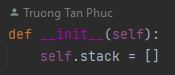 Truong Tan Phuc
def __init__(self):
    self.stack = []